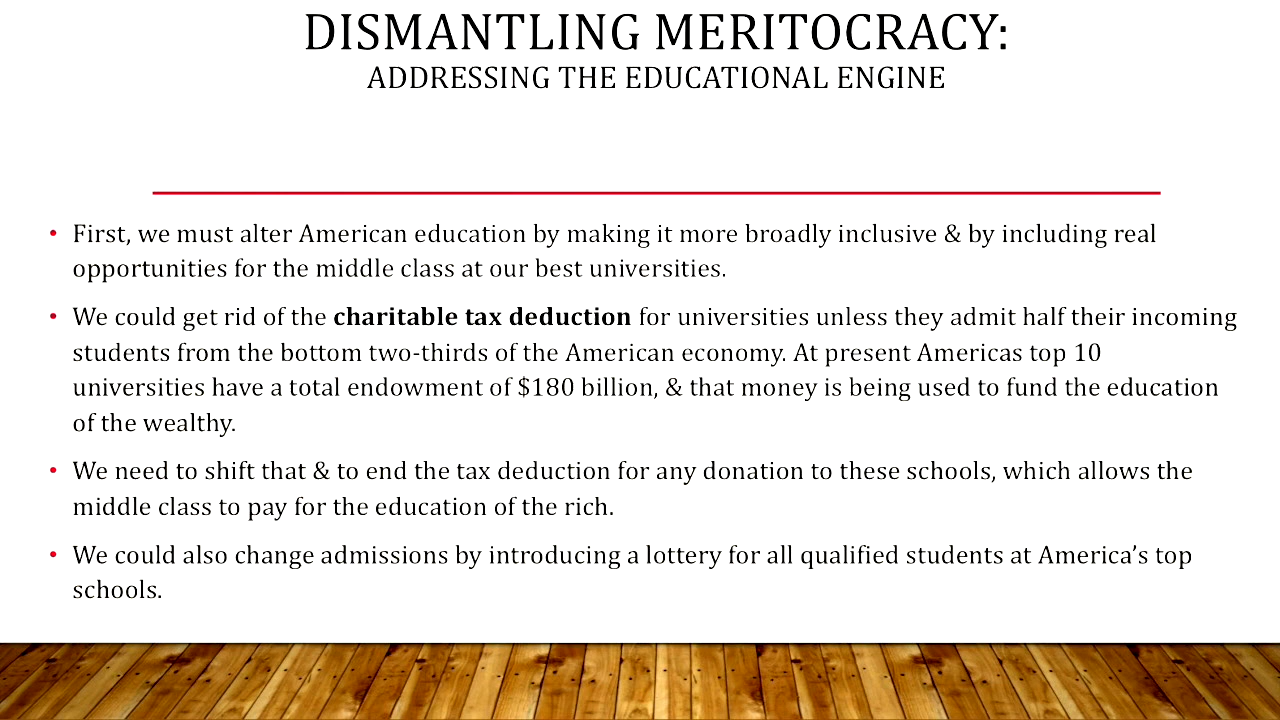 DISMANTLING MERITOCRACY:
ADDRESSING THE EDUCATIONAL ENGINE
• First, we must alter American education by making it more broadly inclusive & by including real
opportunities for the middle class at our best universities.
• We could get rid of the charitable tax deduction for universities unless they admit half their incoming
students from the bottom two-thirds of the American economy. At present Americas top 10
universities have a total endowment of $180 billion, & that money is being used to fund the education
of the wealthy.
• We need to shift that & to end the tax deduction for any donation to these schools, which allows the
middle class to pay for the education of the rich.
• We could also change admissions by introducing a lottery for all qualified students at America’s top
schools.